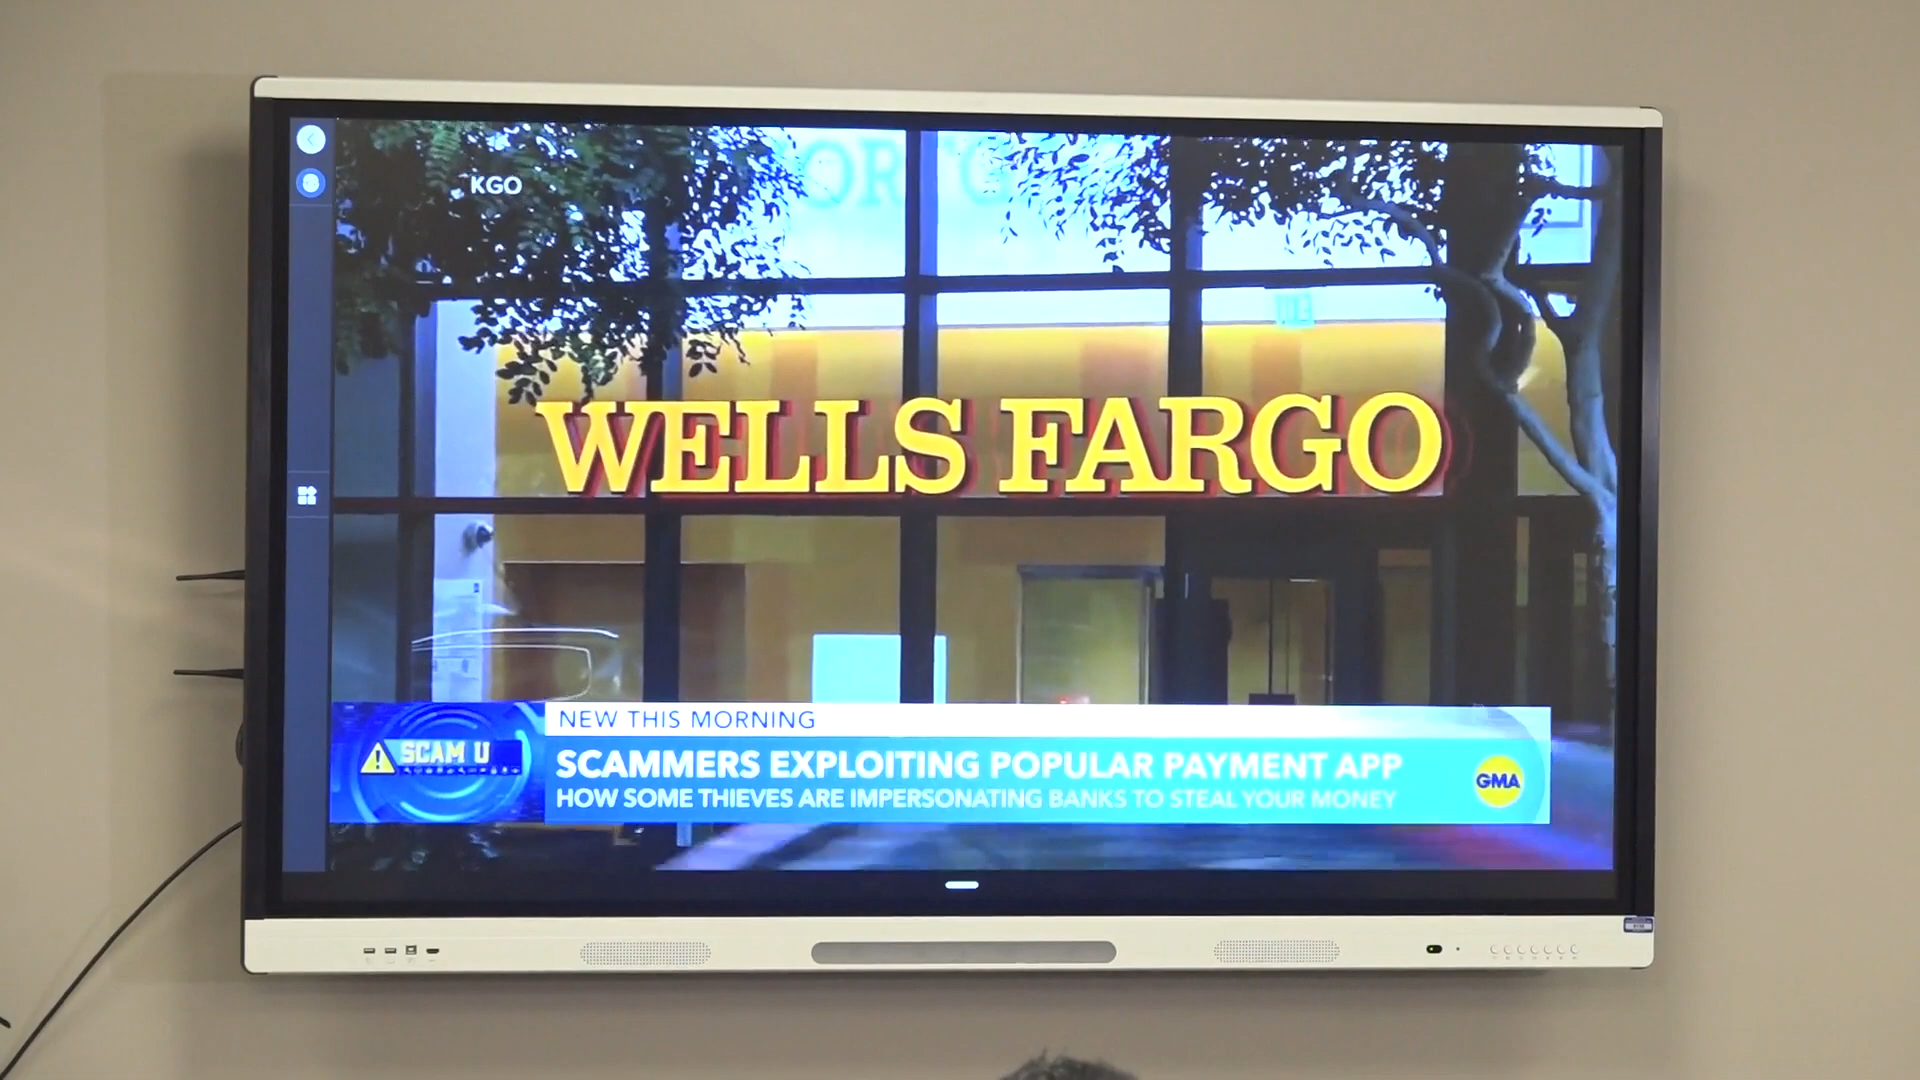 KGO
WELLS FARGO
NEW THIS MORNING
SCAM U
SCAMMERS EXPLOITING POPULAR PAYMENT APP
HOW SOME THIEVES ARE IMPERSONATING BANKS TO STEAL YOUR MONEY
GMA